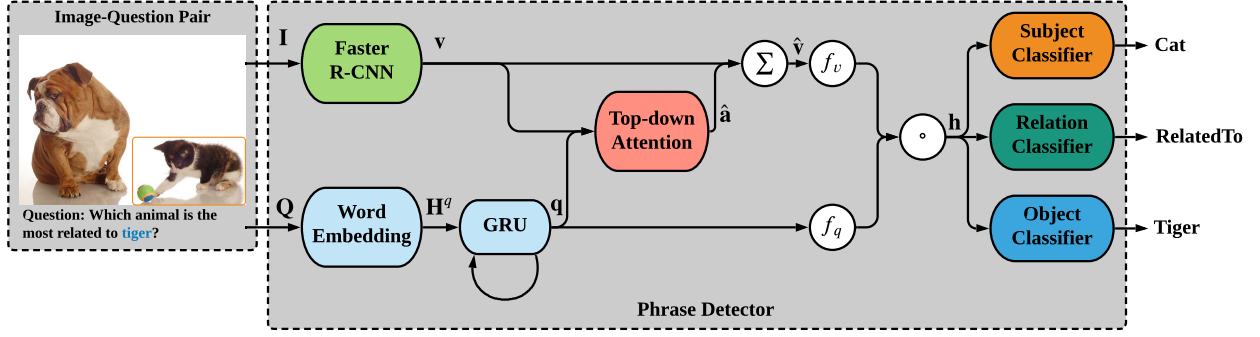 Image-Question Pair
Question: Which animal is the
most related to tiger?
I
Q
Faster
R-CNN
v
Word
Embedding
H^q
GRU
q
Top-down
Attention
â
∑
v̂
f_v
f_q
∘
h
Subject
Classifier
Cat
Relation
Classifier
RelatedTo
Object
Classifier
Tiger
Phrase Detector